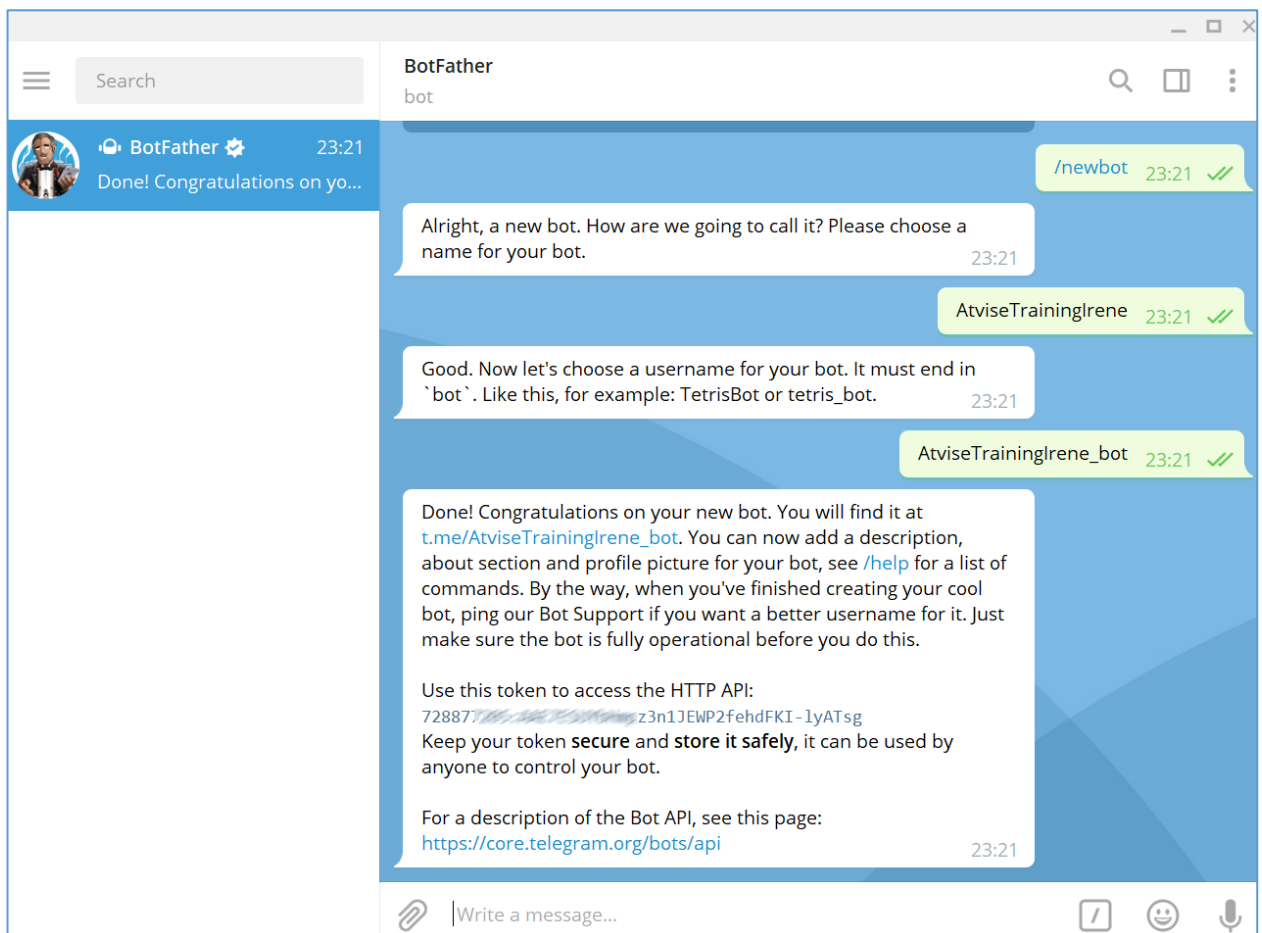 Search
BotFather
bot
BotFather 23:21
Done! Congratulations on yo...
/newbot 23:21
Alright, a new bot. How are we going to call it? Please choose a
name for your bot.
23:21
AtviseTrainingIrene 23:21
Good. Now let's choose a username for your bot. It must end in
`bot`. Like this, for example: TetrisBot or tetris_bot.
23:21
AtviseTrainingIrene_bot 23:21
Done! Congratulations on your new bot. You will find it at
t.me/AtviseTrainingIrene_bot. You can now add a description,
about section and profile picture for your bot, see /help for a list of
commands. By the way, when you've finished creating your cool
bot, ping our Bot Support if you want a better username for it. Just
make sure the bot is fully operational before you do this.
Use this token to access the HTTP API:
72887 z3n1JEWP2fehdFKI-lyATsg
Keep your token secure and store it safely, it can be used by
anyone to control your bot.
For a description of the Bot API, see this page:
https://core.telegram.org/bots/api
23:21
Write a message...